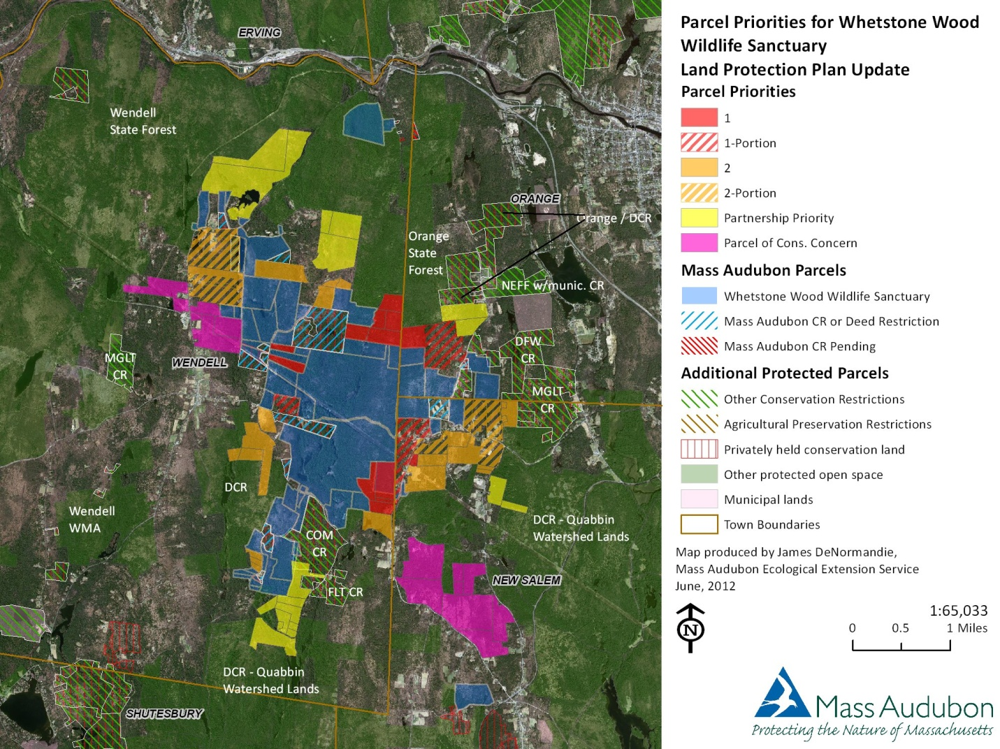 ERVING
Wendell
State Forest
ORANGE
Orange / DCR
Orange
State
Forest
NEFF w/munic. CR
DFW
CR
MGLT
CR
WENDELL
MGLT
CR
DCR
Wendell
WMA
COM
CR
FLT CR
DCR - Quabbin
Watershed Lands
NEW SALEM
DCR - Quabbin
Watershed Lands
SHUTESBURY
Parcel Priorities for Whetstone Wood
Wildlife Sanctuary
Land Protection Plan Update
Parcel Priorities
1
1-Portion
2
2-Portion
Partnership Priority
Parcel of Cons. Concern
Mass Audubon Parcels
Whetstone Wood Wildlife Sanctuary
Mass Audubon CR or Deed Restriction
Mass Audubon CR Pending
Additional Protected Parcels
Other Conservation Restrictions
Agricultural Preservation Restrictions
Privately held conservation land
Other protected open space
Municipal lands
Town Boundaries
Map produced by James DeNormandie,
Mass Audubon Ecological Extension Service
June, 2012
N
1:65,033
0 0.5 1 Miles
Mass Audubon
Protecting the Nature of Massachusetts